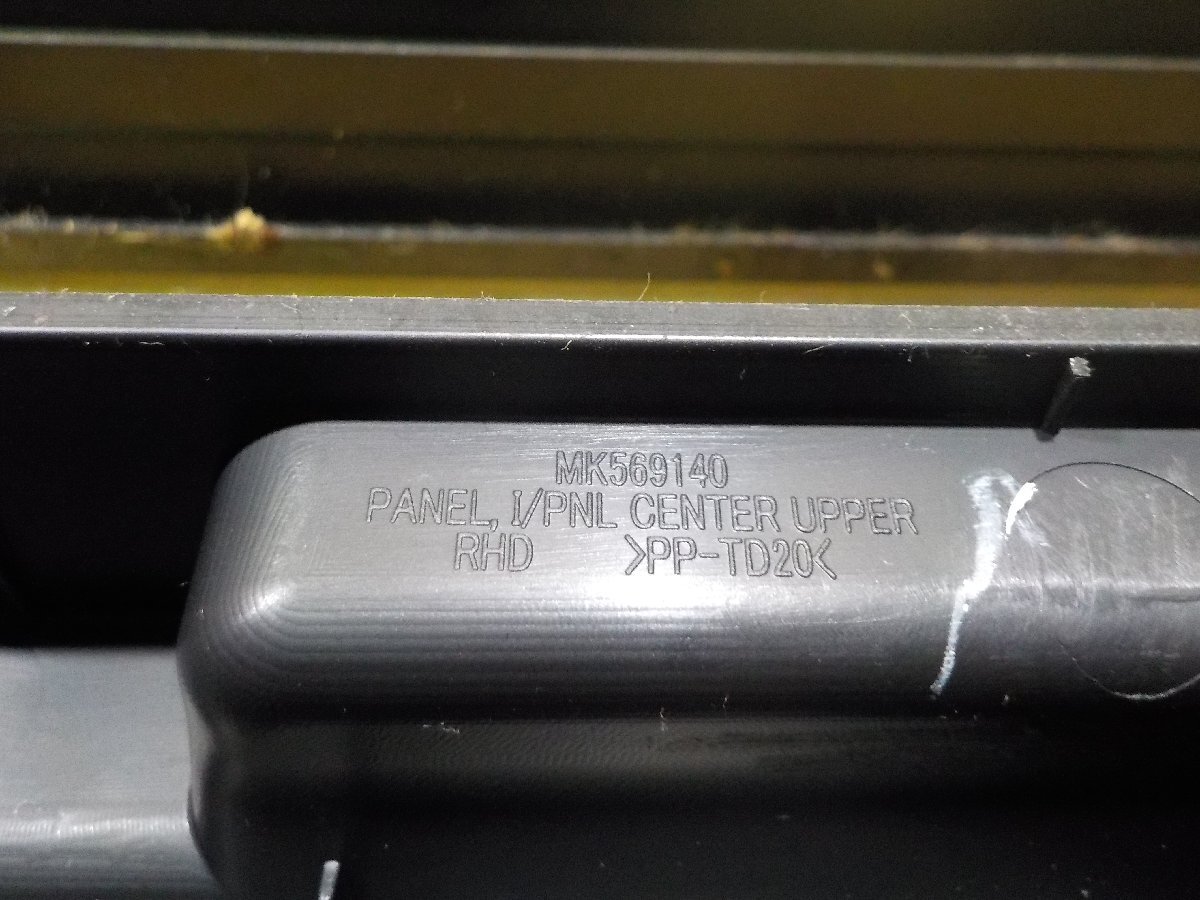 MK569140
PANEL, I/PNL CENTER UPPER
RHD >PP-TD20<